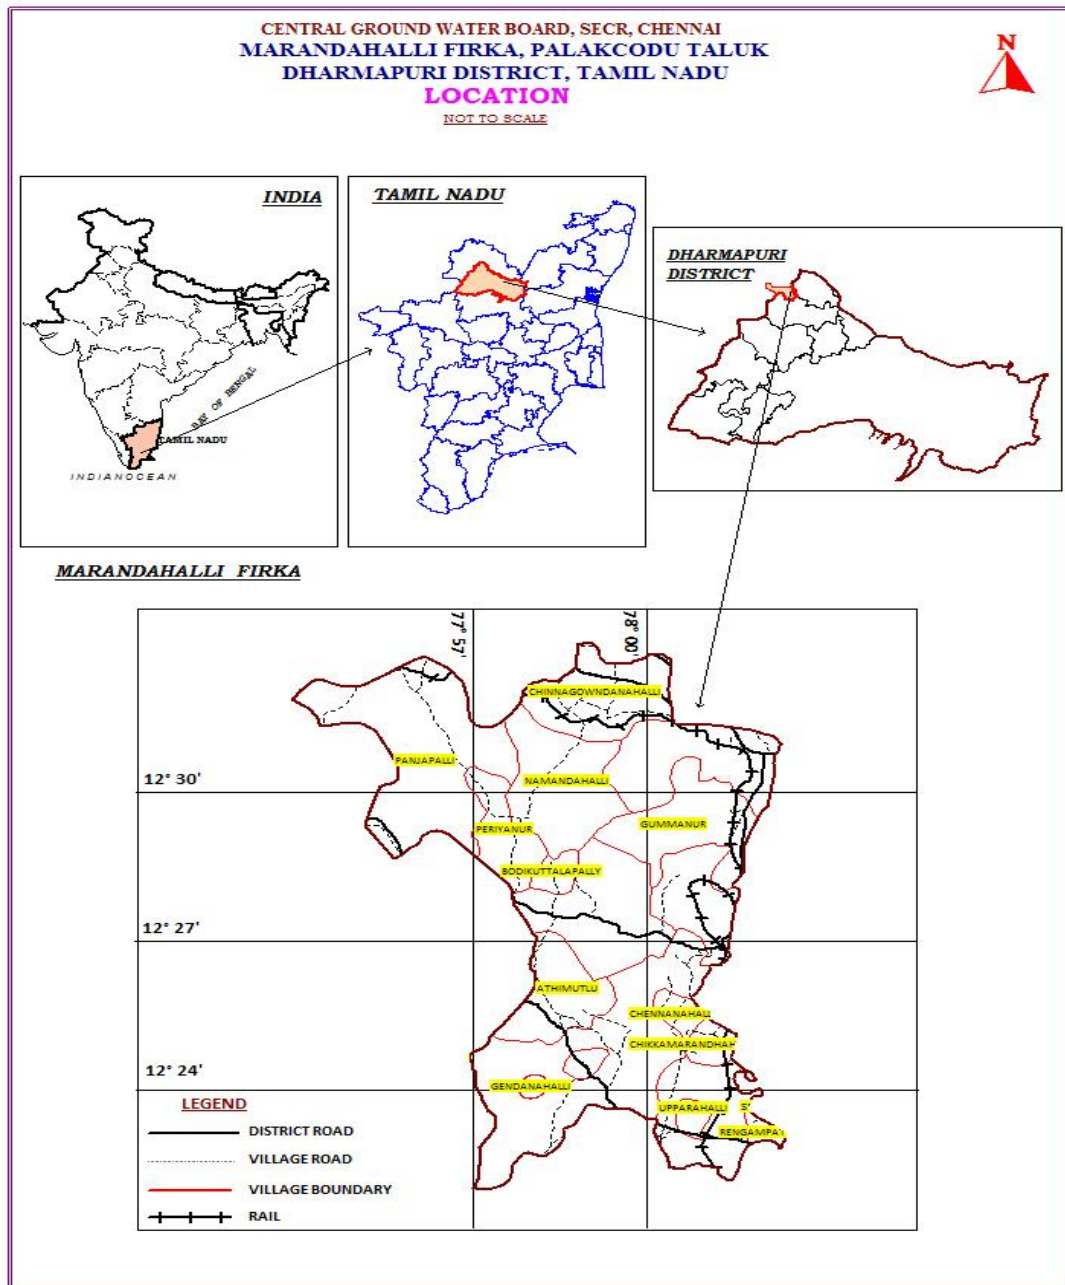 CENTRAL GROUND WATER BOARD, SECR, CHENNAI
MARANDAHALLI FIRKA, PALAKCODU TALUK
DHARMAPURI DISTRICT, TAMIL NADU
LOCATION
NOT TO SCALE
N
INDIA
BAY OF BENGAL
TAMIL NADU
INDIAN OCEAN
TAMIL NADU
DHARMAPURI
DISTRICT
MARANDAHALLI FIRKA
77° 57'
78° 00'
CHINNAGOWNDANAHALLI
PANJAPALLI
NAMANDAHALLI
12° 30'
PERIYANUR
GUMMANUR
BODIKUTTALAPALLY
12° 27'
ATHIMUTLU
CHENNANAHALL
CHIKKAMARANDHAH
12° 24'
GENDANAHALLI
UPPARAHALLI
RENGAMPA
LEGEND
DISTRICT ROAD
VILLAGE ROAD
VILLAGE BOUNDARY
RAIL